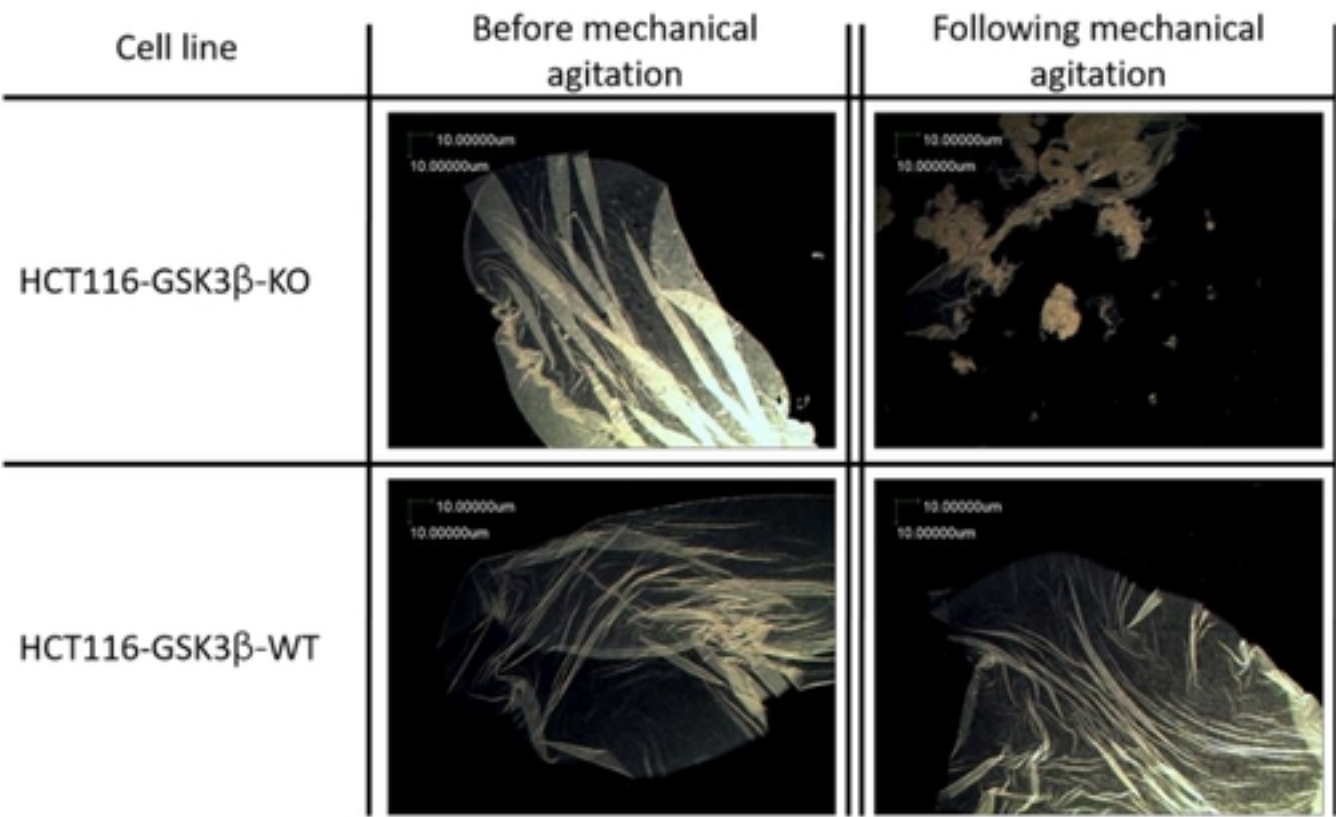 Cell line
Before mechanical
agitation
Following mechanical
agitation
HCT116-GSK3β-KO
10.00000um
10.00000um
10.00000um
10.00000um
HCT116-GSK3β-WT
10.00000um
10.00000um
10.00000um
10.00000um